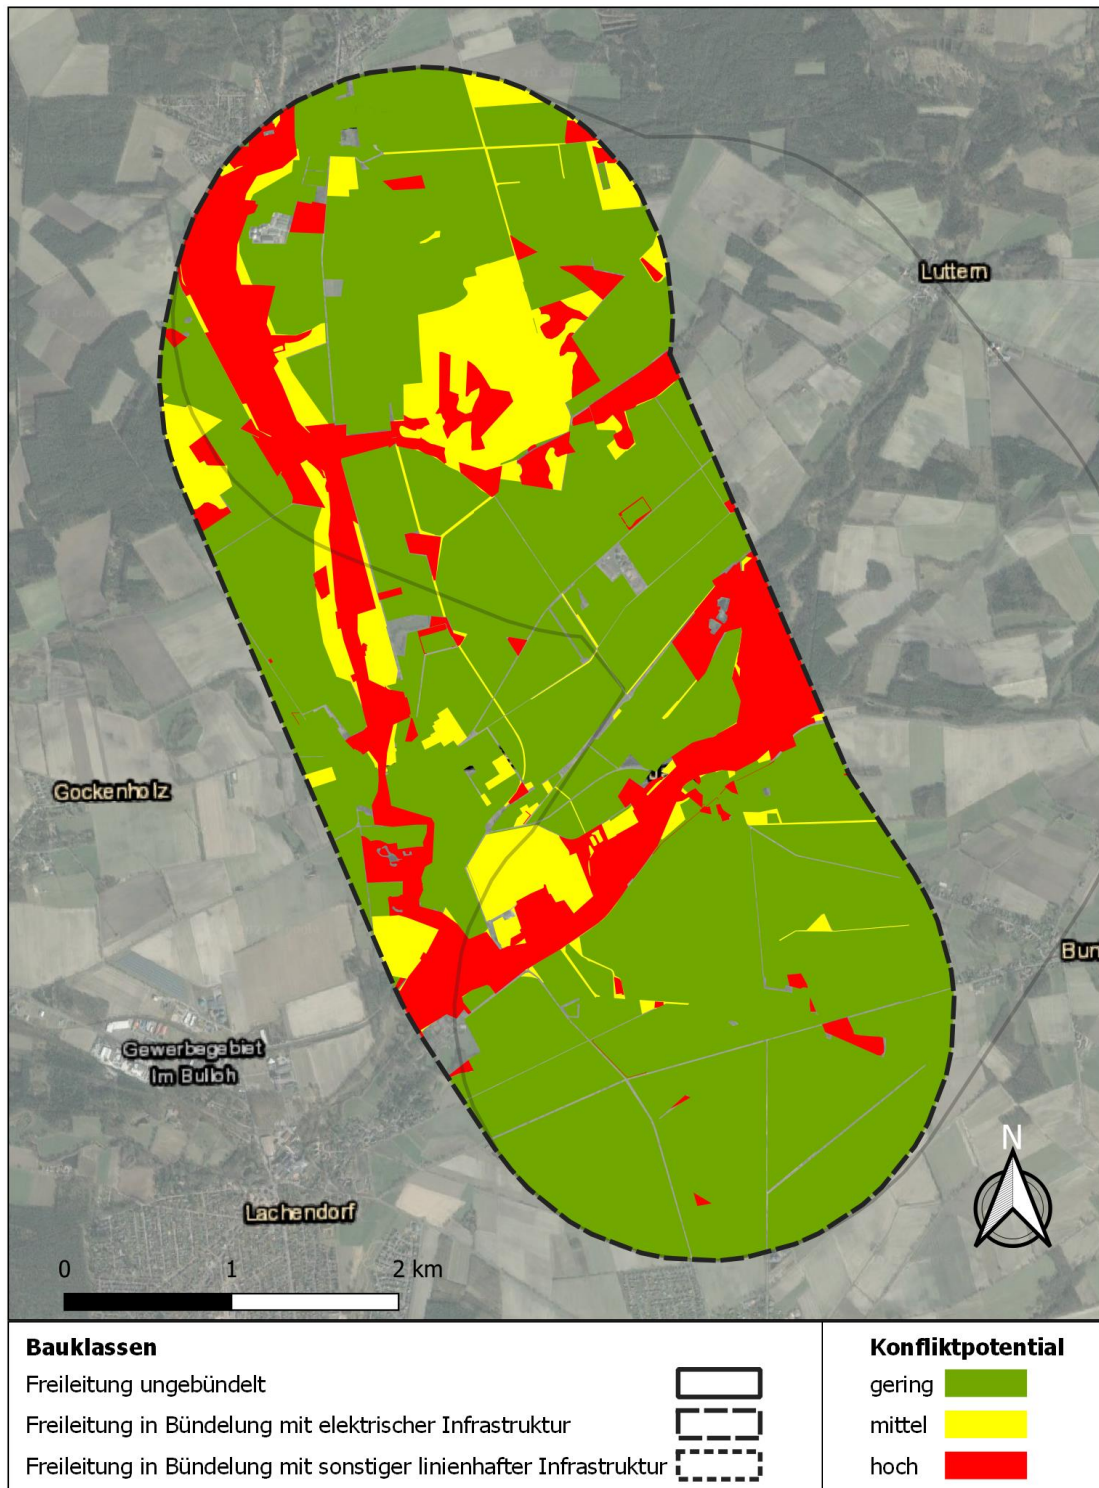 Luttern
Gockenholz
Bun
Gewerbegebiet
Im Bulloh
N
Lachendorf
0 1 2 km
Bauklassen
Freileitung ungebündelt
Freileitung in Bündelung mit elektrischer Infrastruktur
Freileitung in Bündelung mit sonstiger linienhafter Infrastruktur
Konfliktpotential
gering
mittel
hoch